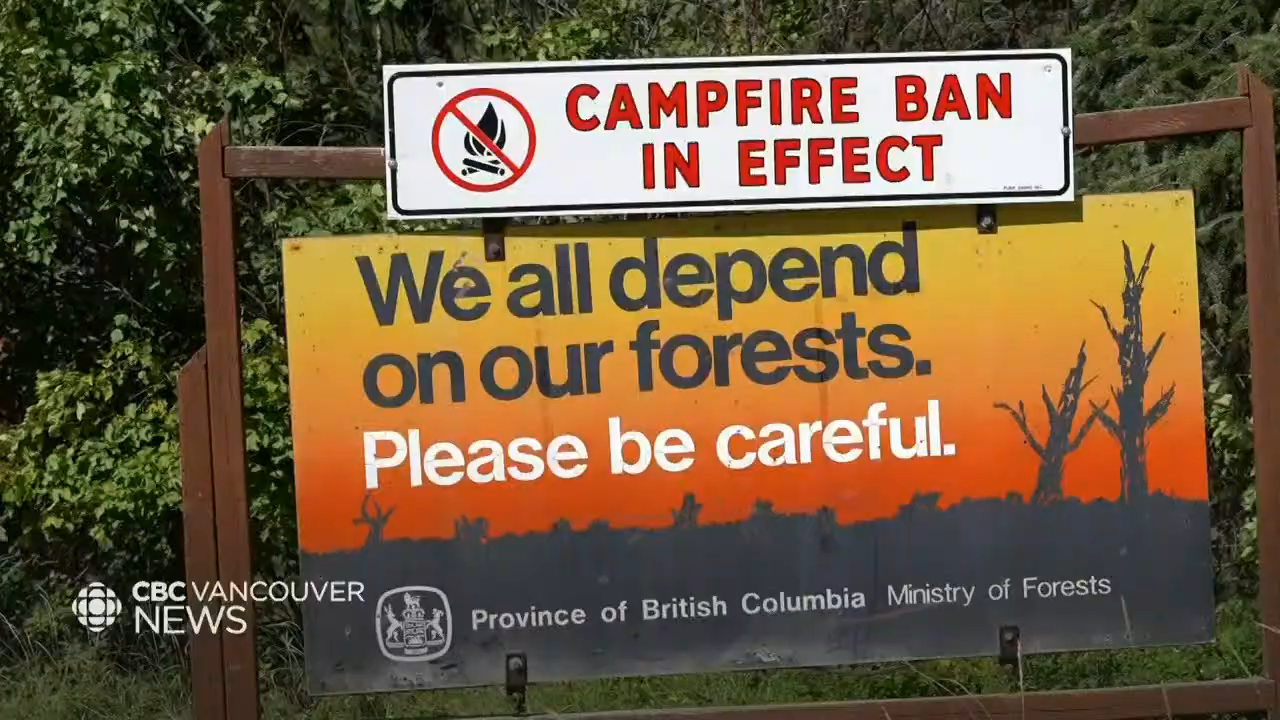 CAMPFIRE BAN
IN EFFECT
We all depend
on our forests.
Please be careful.
Province of British Columbia Ministry of Forests
CBC VANCOUVER
NEWS